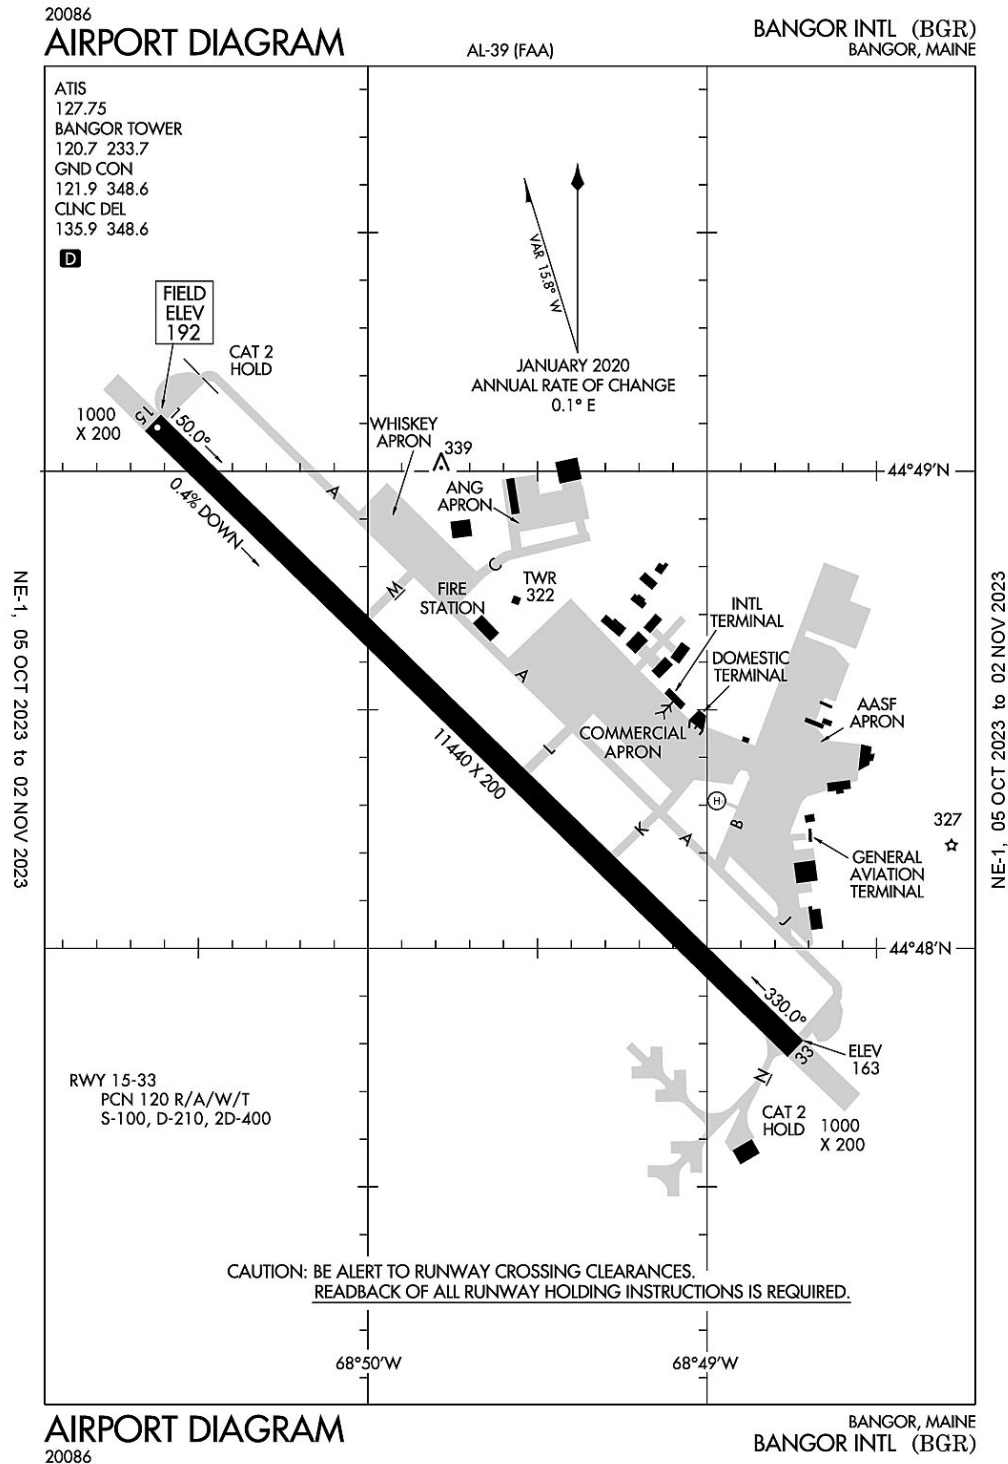 20086
AIRPORT DIAGRAM
AL-39 (FAA)
BANGOR INTL (BGR)
BANGOR, MAINE
ATIS
127.75
BANGOR TOWER
120.7 233.7
GND CON
121.9 348.6
CLNC DEL
135.9 348.6
D
VAR 15.8° W
JANUARY 2020
ANNUAL RATE OF CHANGE
0.1° E
FIELD
ELEV
192
CAT 2
HOLD
1000
X 200
15
150.0°
0.4% DOWN
A
WHISKEY
APRON
339
ANG
APRON
44°49'N
C
M
FIRE
STATION
TWR
322
INTL
TERMINAL
DOMESTIC
TERMINAL
A
COMMERCIAL
APRON
AASF
APRON
L
11440 X 200
H
K
A
B
327
GENERAL
AVIATION
TERMINAL
J
44°48'N
330.0°
33
ELEV
163
N
CAT 2
HOLD
1000
X 200
RWY 15-33
PCN 120 R/A/W/T
S-100, D-210, 2D-400
CAUTION: BE ALERT TO RUNWAY CROSSING CLEARANCES.
READBACK OF ALL RUNWAY HOLDING INSTRUCTIONS IS REQUIRED.
68°50'W
68°49'W
NE-1, 05 OCT 2023 to 02 NOV 2023
NE-1, 05 OCT 2023 to 02 NOV 2023
AIRPORT DIAGRAM
20086
BANGOR, MAINE
BANGOR INTL (BGR)